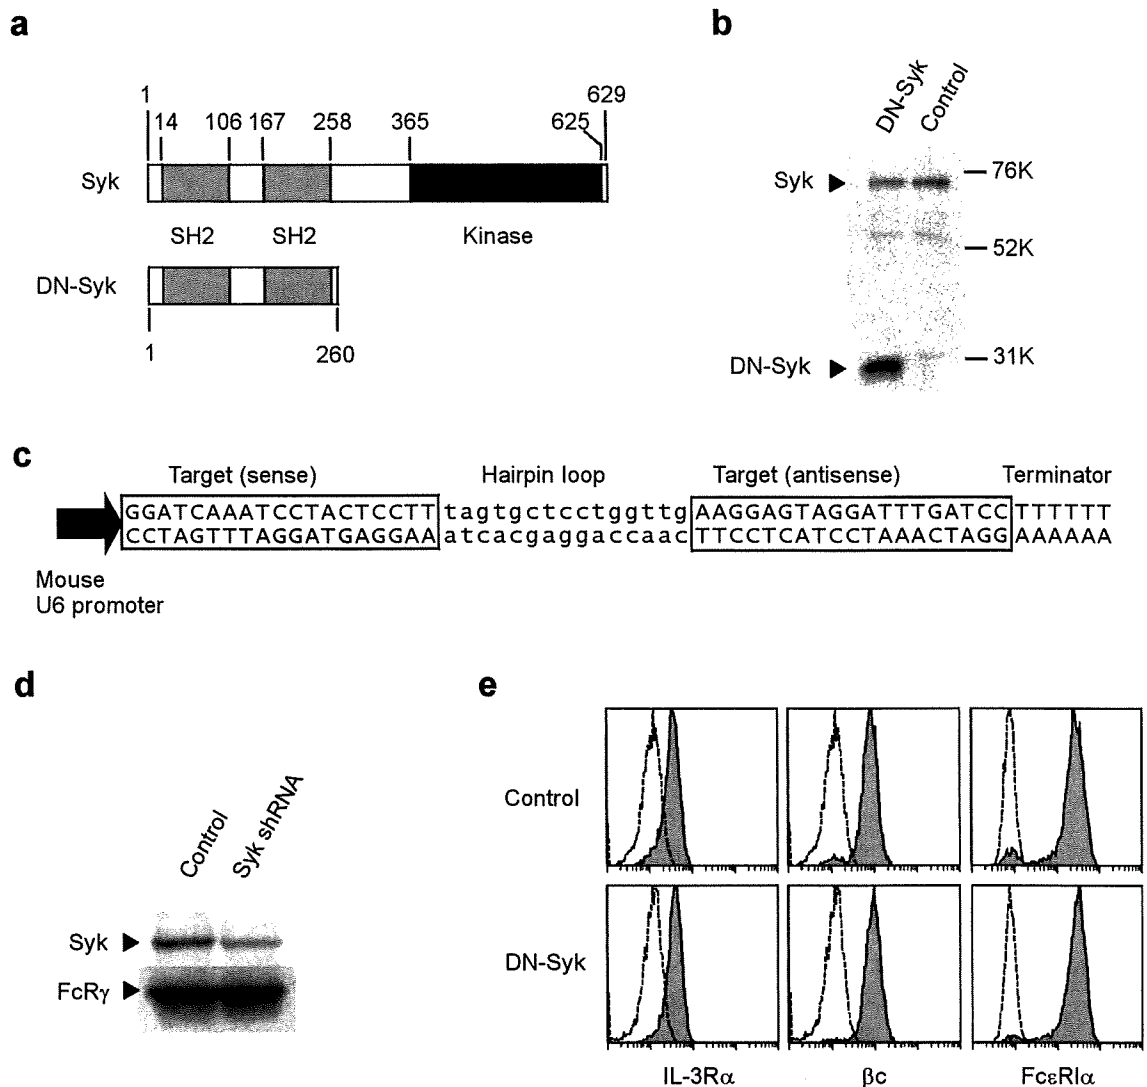 a
1 629
14 106 167 258 365 625
Syk
SH2 SH2 Kinase
DN-Syk
1 260
b
DN-Syk Control
Syk 76K
52K
DN-Syk 31K
c
Target (sense) Hairpin loop Target (antisense) Terminator
GGATCAAATCCTACTCCTT tagtgctcctggttg AAGGAGTAGGATTTGATCC TTTTTT
CCTAGTTTAGGATGAGGAA atcacgaggaccaac TTCCTCATCCTAAACTAGG AAAAAA
Mouse
U6 promoter
d
Control Syk shRNA
Syk
FcRγ
e
Control
DN-Syk
IL-3Rα βc FcεRIα